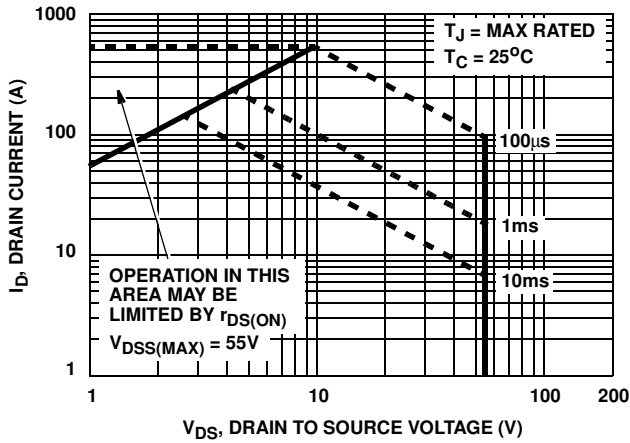 1000
T_J = MAX RATED
T_C = 25°C
100
100μs
1ms
10
10ms
OPERATION IN THIS
AREA MAY BE
LIMITED BY r_DS(ON)
V_DSS(MAX) = 55V
1
1
10
100
200
I_D, DRAIN CURRENT (A)
V_DS, DRAIN TO SOURCE VOLTAGE (V)